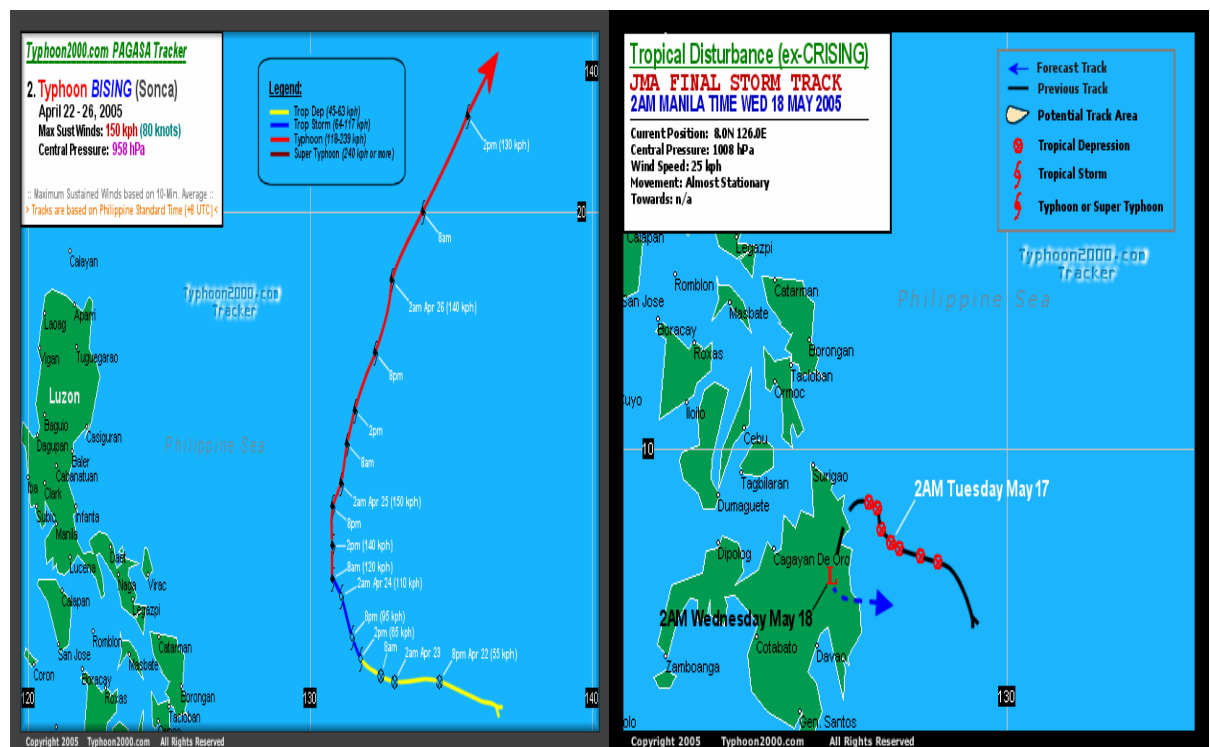 Typhoon2000.com PAGASA Tracker
2. Typhoon BISING (Sonca)
April 22 - 26, 2005
Max Sust Winds: 150 kph (80 knots)
Central Pressure: 958 hPa
:: Maximum Sustained Winds based on 10-Min. Average ::
> Tracks are based on Philippine Standard Time (+8 UTC) <
Legend:
Trop Dep (45-63 kph)
Trop Storm (64-117 kph)
Typhoon (118-239 kph)
Super Typhoon (240 kph or more)
140
2pm (130 kph)
20
8am
Calayan
Typhoon2000.com
Tracker
2am Apr 26 (140 kph)
Aparri
Laoag
Vigan
Tuguegarao
8pm
Luzon
Baguio
2pm
Casiguran
Dagupan
Philippine Sea
Baler
8am
Cabanatuan
Iba
Clark
2am Apr 25 (150 kph)
Subic
Infanta
8pm
Manila
2pm (140 kph)
Daet
Lucena
8am (120 kph)
Naga
Virac
2am Apr 24 (110 kph)
Calapan
Legazpi
8pm (95 kph)
Romblon
2pm (85 kph)
Catarman
San Jose
Masbate
8am
2am Apr 23
8pm Apr 22 (55 kph)
Coron
Boracay
Roxas
Borongan
120
130
140
Tacloban
Copyright 2005 Typhoon2000.com All Rights Reserved
Tropical Disturbance (ex-CRISING)
JMA FINAL STORM TRACK
2AM MANILA TIME WED 18 MAY 2005
Current Position: 8.0N 126.0E
Central Pressure: 1008 hPa
Wind Speed: 25 kph
Movement: Almost Stationary
Towards: n/a
Forecast Track
Previous Track
Potential Track Area
Tropical Depression
Tropical Storm
Typhoon or Super Typhoon
Calapan
Legazpi
Typhoon2000.com
Tracker
Romblon
Catarman
San Jose
Philippine Sea
Masbate
Boracay
Roxas
Borongan
Tacloban
Ormoc
Cuyo
Iloilo
Cebu
10
Surigao
Tagbilaran
2AM Tuesday May 17
Dumaguete
Dipolog
Cagayan De Oro
L
2AM Wednesday May 18
Cotabato
Davao
Zamboanga
130
Gen. Santos
Copyright 2005 Typhoon2000.com All Rights Reserved